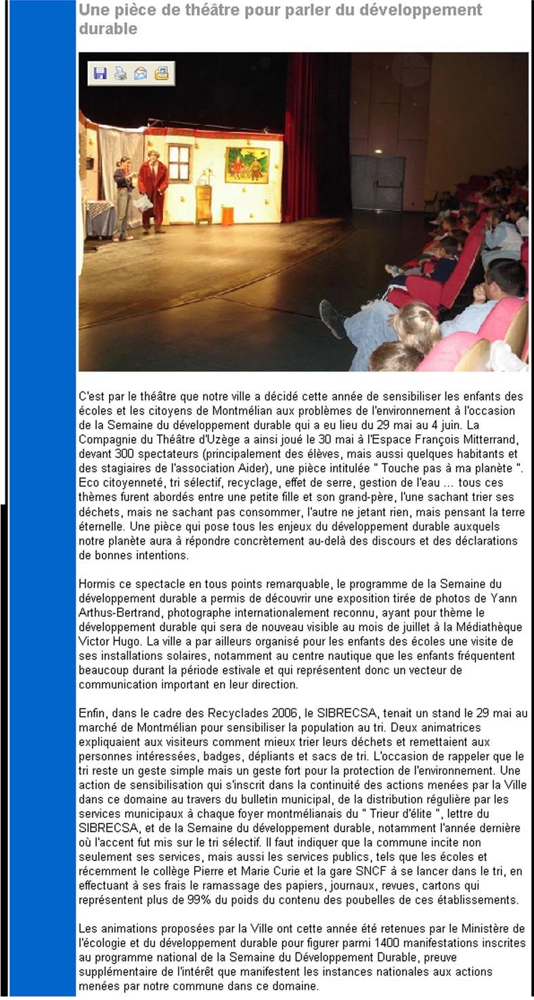 Une pièce de théâtre pour parler du développement
durable
C'est par le théâtre que notre ville a décidé cette année de sensibiliser les enfants des
écoles et les citoyens de Montmélian aux problèmes de l'environnement à l'occasion
de la Semaine du développement durable qui a eu lieu du 29 mai au 4 juin. La
Compagnie du Théâtre d'Uzège a ainsi joué le 30 mai à l'Espace François Mitterrand,
devant 300 spectateurs (principalement des élèves, mais aussi quelques habitants et
des stagiaires de l'association Aider), une pièce intitulée " Touche pas à ma planète ".
Eco citoyenneté, tri sélectif, recyclage, effet de serre, gestion de l'eau ... tous ces
thèmes furent abordés entre une petite fille et son grand-père, l'une sachant trier ses
déchets, mais ne sachant pas consommer, l'autre ne jetant rien, mais pensant la terre
éternelle. Une pièce qui pose tous les enjeux du développement durable auxquels
notre planète aura à répondre concrètement au-delà des discours et des déclarations
de bonnes intentions.
Hormis ce spectacle en tous points remarquable, le programme de la Semaine du
développement durable a permis de découvrir une exposition tirée de photos de Yann
Arthus-Bertrand, photographe internationalement reconnu, ayant pour thème le
développement durable qui sera de nouveau visible au mois de juillet à la Médiathèque
Victor Hugo. La ville a par ailleurs organisé pour les enfants des écoles une visite de
ses installations solaires, notamment au centre nautique que les enfants fréquentent
beaucoup durant la période estivale et qui représentent donc un vecteur de
communication important en leur direction.
Enfin, dans le cadre des Recyclades 2006, le SIBRECSA, tenait un stand le 29 mai au
marché de Montmélian pour sensibiliser la population au tri. Deux animatrices
expliquaient aux visiteurs comment mieux trier leurs déchets et remettaient aux
personnes intéressées, badges, dépliants et sacs de tri. L'occasion de rappeler que le
tri reste un geste simple mais un geste fort pour la protection de l'environnement. Une
action de sensibilisation qui s'inscrit dans la continuité des actions menées par la Ville
dans ce domaine au travers du bulletin municipal, de la distribution régulière par les
services municipaux à chaque foyer montmélianais du " Trieur d'élite ", lettre du
SIBRECSA, et de la Semaine du développement durable, notamment l'année dernière
où l'accent fut mis sur le tri sélectif. Il faut indiquer que la commune incite non
seulement ses services, mais aussi les services publics, tels que les écoles et
récemment le collège Pierre et Marie Curie et la gare SNCF à se lancer dans le tri, en
effectuant à ses frais le ramassage des papiers, journaux, revues, cartons qui
représentent plus de 99% du poids du contenu des poubelles de ces établissements.
Les animations proposées par la Ville ont cette année été retenues par le Ministère de
l'écologie et du développement durable pour figurer parmi 1400 manifestations inscrites
au programme national de la Semaine du Développement Durable, preuve
supplémentaire de l'intérêt que manifestent les instances nationales aux actions
menées par notre commune dans ce domaine.